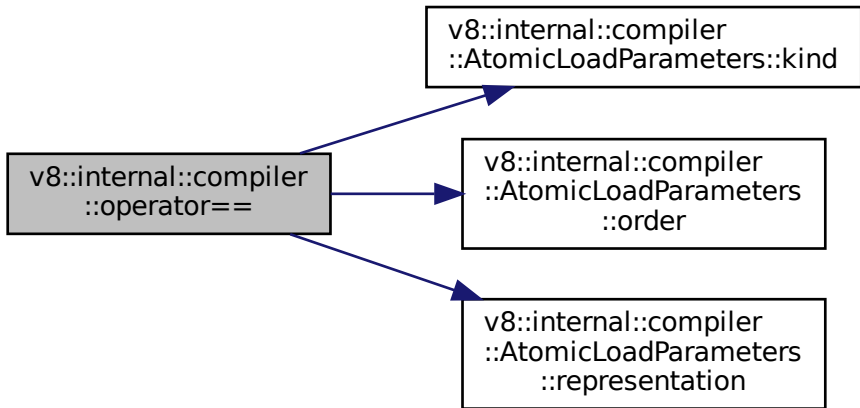 v8::internal::compiler
::operator==
v8::internal::compiler
::AtomicLoadParameters::kind
v8::internal::compiler
::AtomicLoadParameters
::order
v8::internal::compiler
::AtomicLoadParameters
::representation